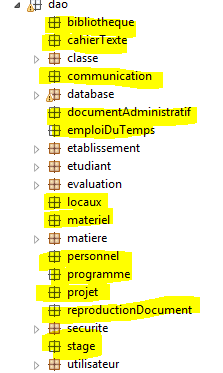 dao
bibliotheque
cahierTexte
classe
communication
database
documentAdministratif
emploiDuTemps
etablissement
etudiant
evaluation
locaux
materiel
matiere
personnel
programme
projet
reproductionDocument
securite
stage
utilisateur